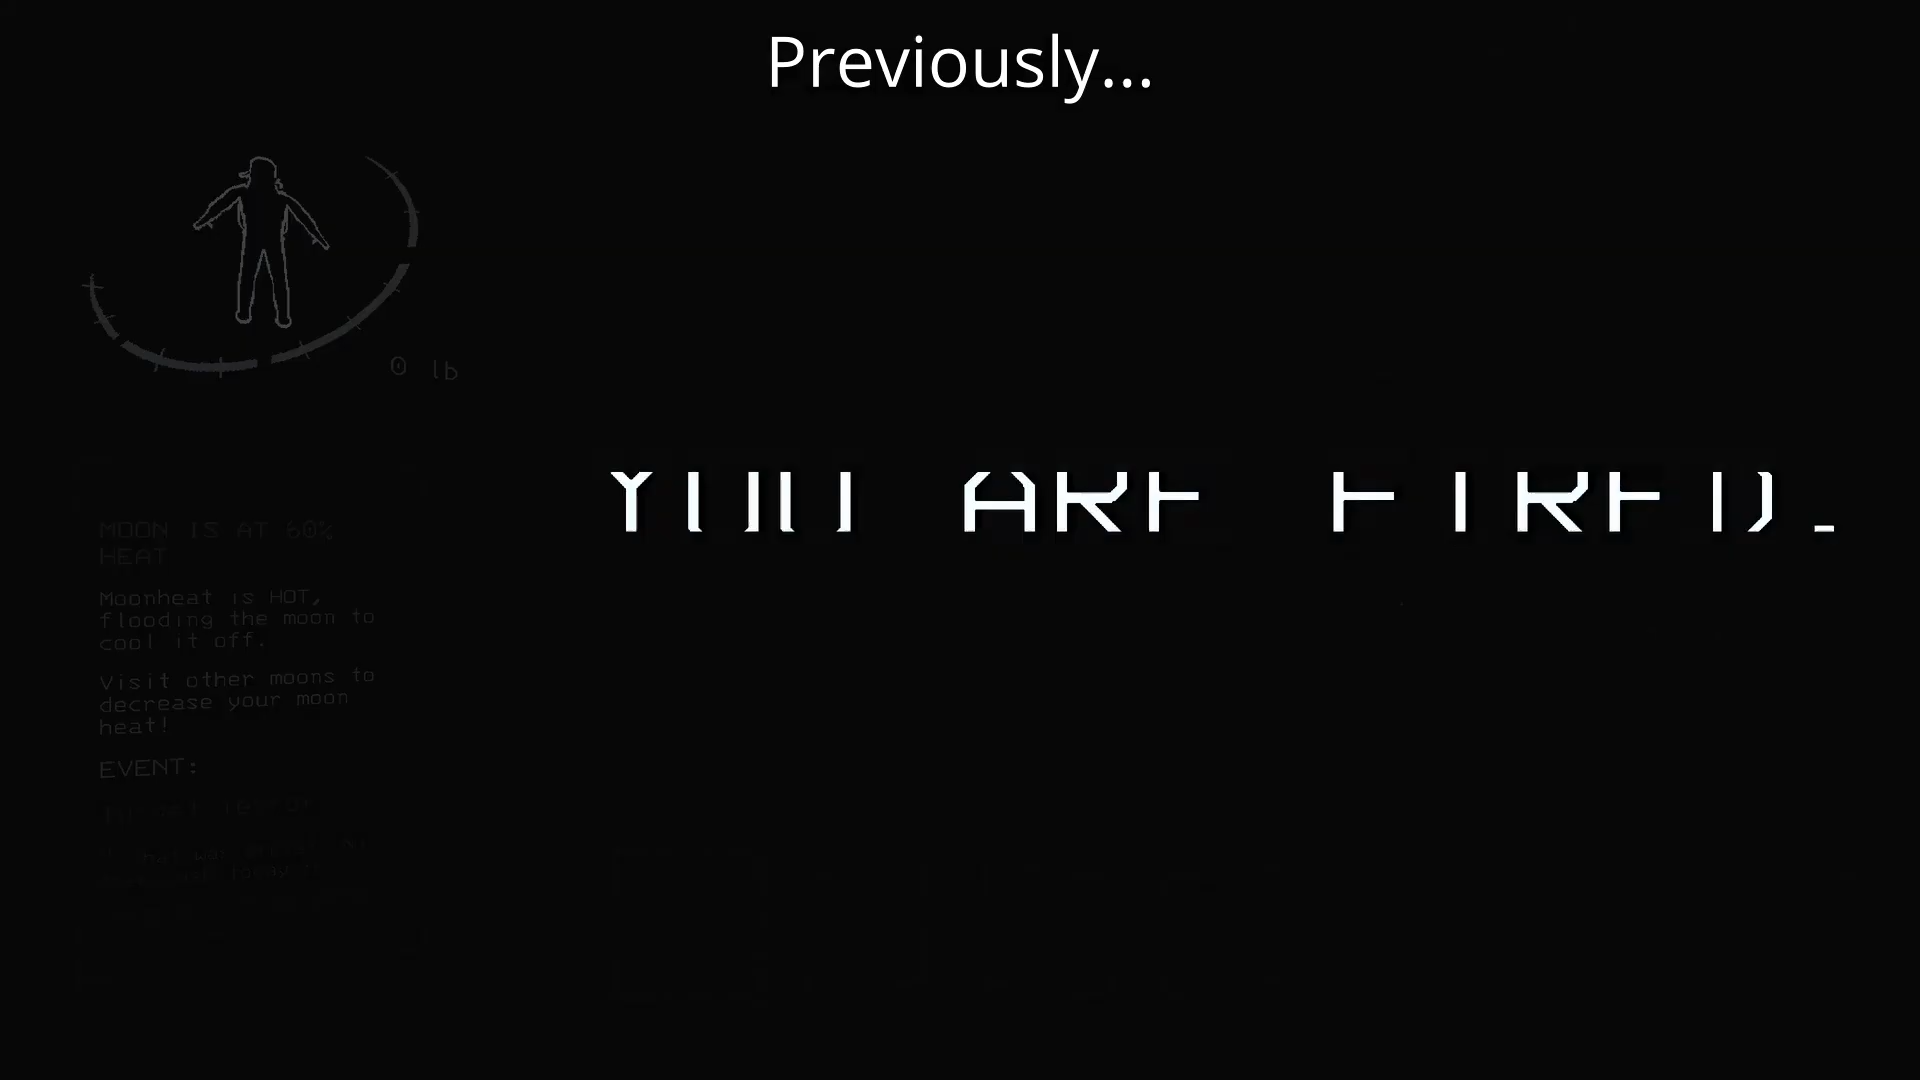 Previously...
0 lb
YOU ARE FIRED.
MOON IS AT 60%
HEAT
Moonheat is HOT,
flooding the moon to
cool it off.
Visit other moons to
decrease your moon
heat!
EVENT: